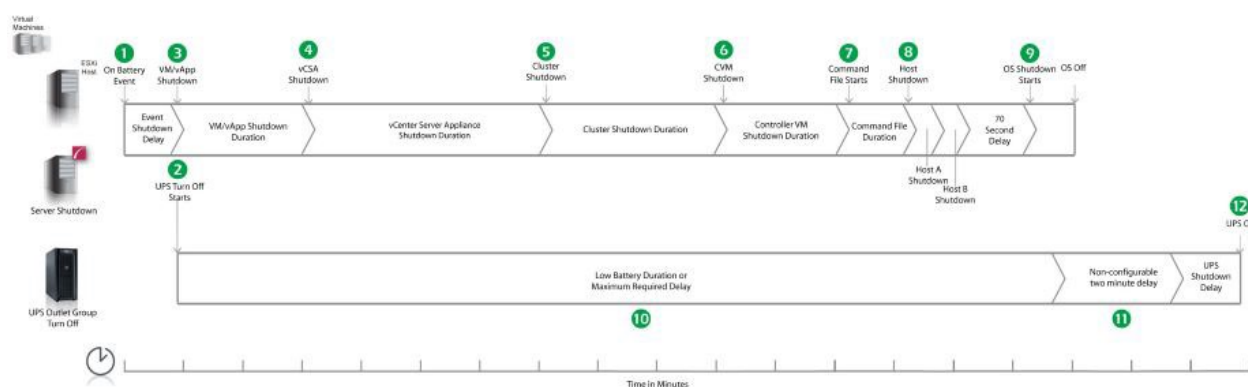 Virtual
Machines
ESXi
Host
1
On Battery
Event
3
VM/vApp
Shutdown
4
vCSA
Shutdown
5
Cluster
Shutdown
6
CVM
Shutdown
7
Command
File Starts
8
Host
Shutdown
9
OS Shutdown
Starts
OS Off
Event
Shutdown
Delay
VM/vApp Shutdown
Duration
vCenter Server Appliance
Shutdown Duration
Cluster Shutdown Duration
Controller VM
Shutdown Duration
Command File
Duration
70
Second
Delay
Host A
Shutdown
Host B
Shutdown
2
UPS Turn Off
Starts
Server Shutdown
12
UPS O
Low Battery Duration or
Maximum Required Delay
Non-configurable
two minute delay
UPS
Shutdown
Delay
UPS Outlet Group
Turn Off
10
11
Time in Minutes